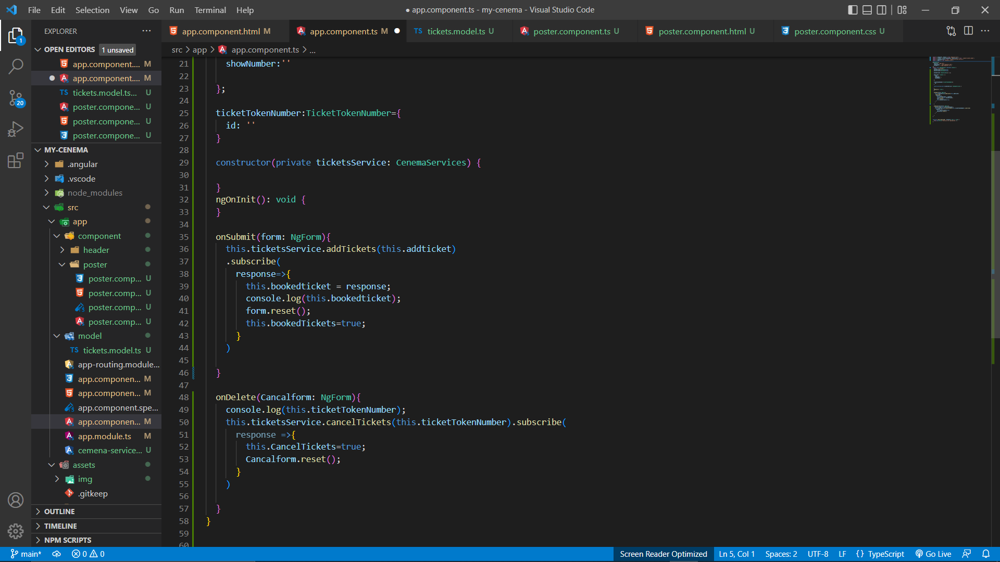 File Edit Selection View Go Run Terminal Help
● app.component.ts - my-cenema - Visual Studio Code
EXPLORER
app.component.html M
app.component.ts M
TS tickets.model.ts U
poster.component.ts U
poster.component.html U
poster.component.css U
src > app > app.component.ts > ...
OPEN EDITORS 1 unsaved
app.component.... M
app.component.... M
TS tickets.model.ts... U
poster.compone... U
poster.compone... U
poster.compone... U
MY-CENEMA
.angular
.vscode
node_modules
src
app
component
header
poster
poster.comp... U
poster.comp... U
poster.comp... U
poster.comp... U
model
TS tickets.model.ts U
app-routing.module...
app.componen... M
app.componen... M
app.component.spe...
app.componen... M
app.module.ts M
cemena-service... U
assets
img
.gitkeep
OUTLINE
TIMELINE
NPM SCRIPTS
1
20
21 showNumber:''
22
23 };
24
25 ticketTokenNumber:TicketTokenNumber={
26 id: ''
27 }
28
29 constructor(private ticketsService: CenemaServices) {
30
31 }
32 ngOnInit(): void {
33 }
34
35 onSubmit(form: NgForm){
36 this.ticketsService.addTickets(this.addticket)
37 .subscribe(
38 response=>{
39 this.bookedticket = response;
40 console.log(this.bookedticket);
41 form.reset();
42 this.bookedTickets=true;
43 }
44 )
45
46 }
47
48 onDelete(Cancalform: NgForm){
49 console.log(this.ticketTokenNumber);
50 this.ticketsService.cancelTickets(this.ticketTokenNumber).subscribe(
51 response =>{
52 this.CancelTickets=true;
53 Cancalform.reset();
54 }
55 )
56
57 }
58 }
59
60
main* 0 0 Screen Reader Optimized Ln 5, Col 1 Spaces: 2 UTF-8 LF {} TypeScript Go Live